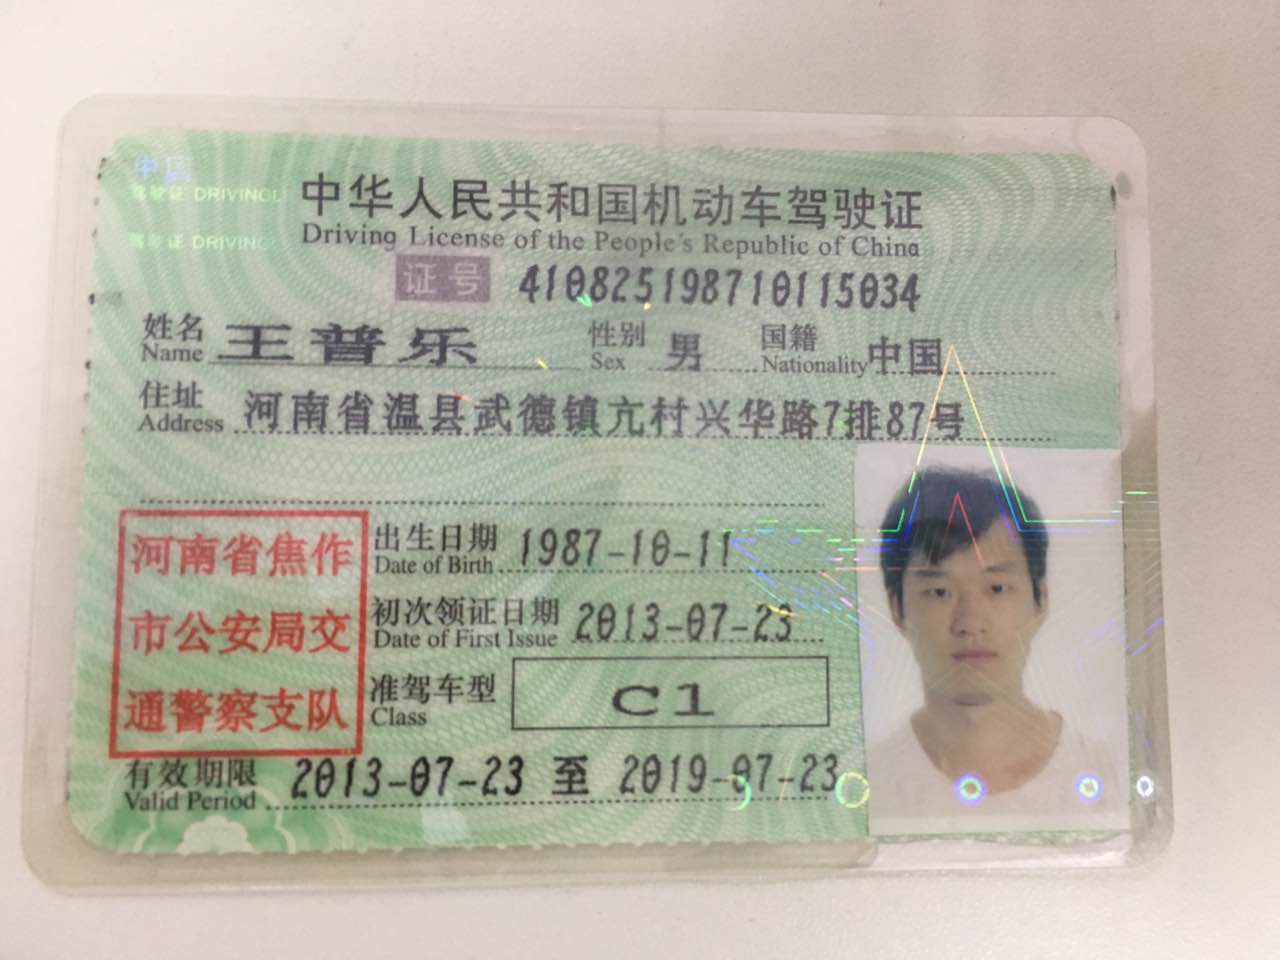 中国
驾驶证 DRIVINGL
驾驶证 DRIVING
中华人民共和国机动车驾驶证
Driving License of the People's Republic of China
证号 410825198710115034
姓名 王普乐 性别 男 国籍 中国
Name Sex Nationality
住址 河南省温县武德镇亢村兴华路7排87号
Address
河南省焦作
市公安局交
通警察支队
出生日期 1987-10-11
Date of Birth
初次领证日期 2013-07-23
Date of First Issue
准驾车型 C1
Class
有效期限 2013-07-23 至 2019-07-23
Valid Period